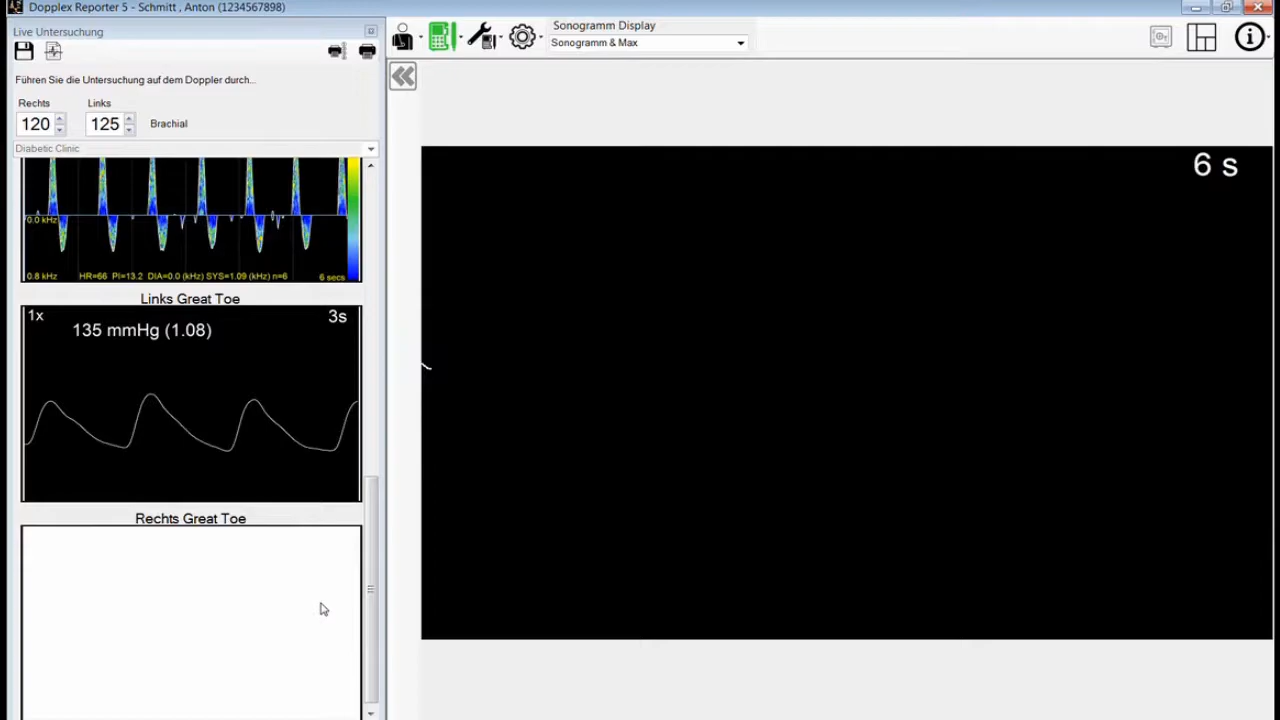 Dopplex Reporter 5 - Schmitt , Anton (1234567898)
Live Untersuchung
Sonogramm Display
Sonogramm & Max
Führen Sie die Untersuchung auf dem Doppler durch...
Rechts Links
120 125 Brachial
Diabetic Clinic
6 s
0.0 kHz
0.8 kHz HR=66 PI=13.2 DIA=0.0 (kHz) SYS=1.09 (kHz) n=6 6 secs
Links Great Toe
1x 3s
135 mmHg (1.08)
Rechts Great Toe